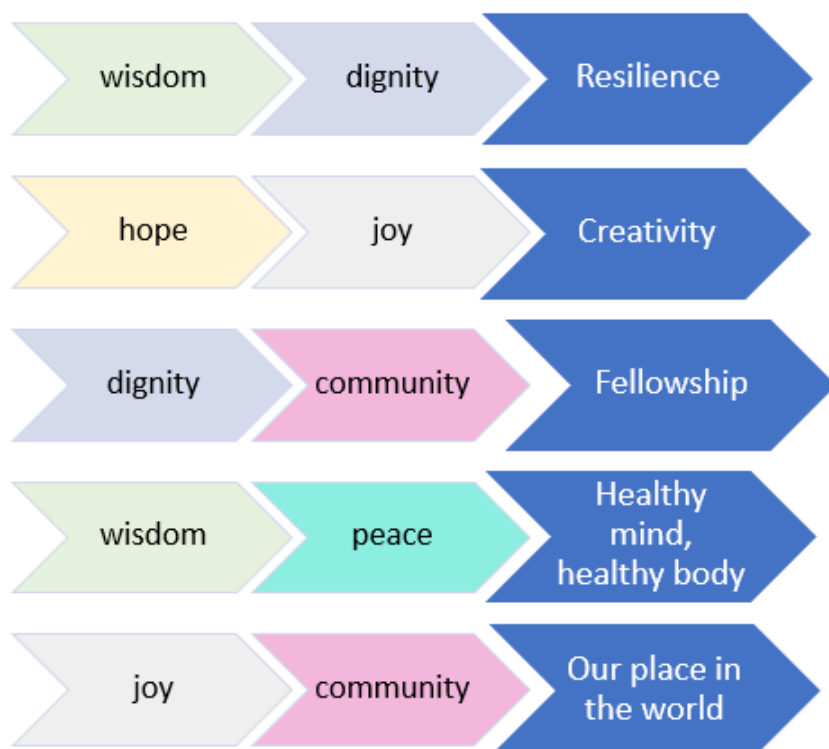 wisdom dignity Resilience
hope joy Creativity
dignity community Fellowship
wisdom peace Healthy
mind,
healthy body
joy community Our place in
the world